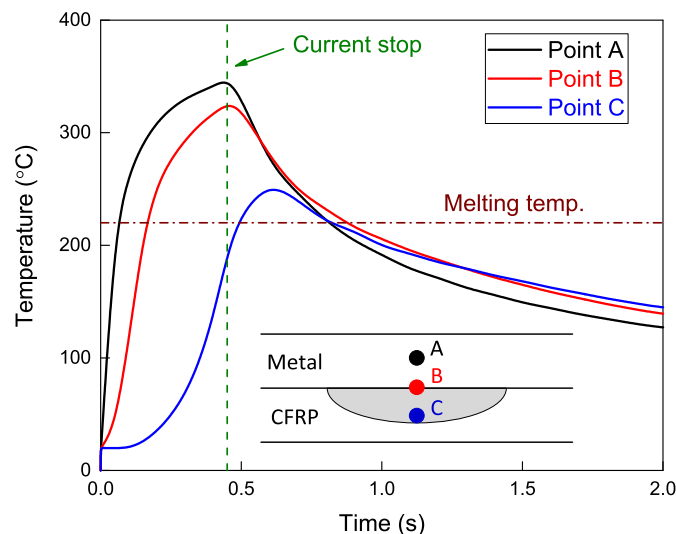 400
300
200
100
0
Temperature (°C)
Current stop
Point A
Point B
Point C
Melting temp.
A
Metal
B
C
CFRP
0.0
0.5
1.0
1.5
2.0
Time (s)